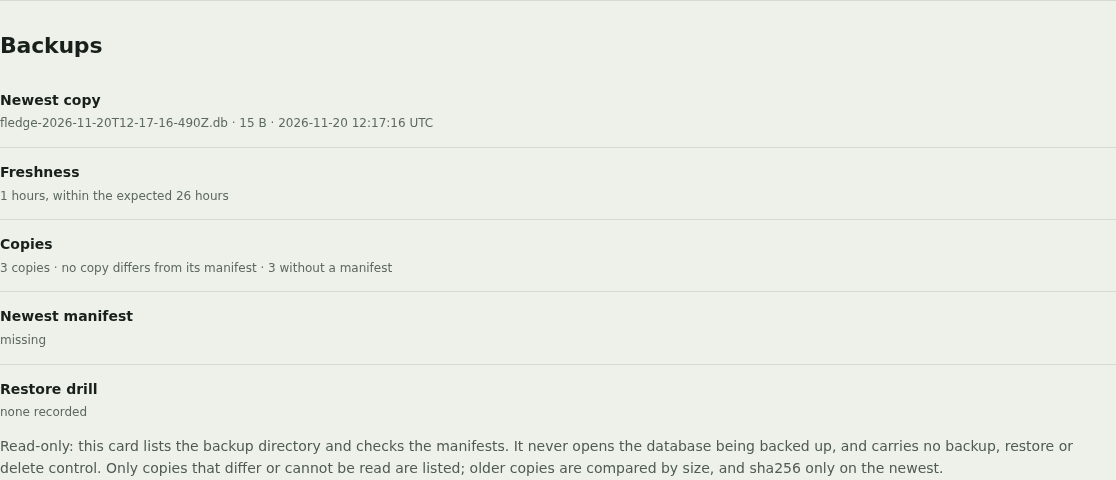 Backups
Newest copy
fledge-2026-11-20T12-17-16-490Z.db · 15 B · 2026-11-20 12:17:16 UTC
Freshness
1 hours, within the expected 26 hours
Copies
3 copies · no copy differs from its manifest · 3 without a manifest
Newest manifest
missing
Restore drill
none recorded
Read-only: this card lists the backup directory and checks the manifests. It never opens the database being backed up, and carries no backup, restore or
delete control. Only copies that differ or cannot be read are listed; older copies are compared by size, and sha256 only on the newest.